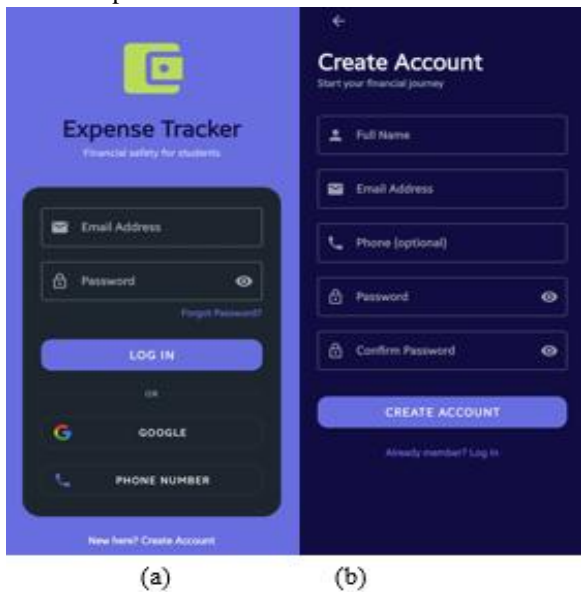 Expense Tracker
Financial safety for students
Email Address
Password
Forgot Password?
LOG IN
OR
GOOGLE
PHONE NUMBER
New here? Create Account
(a)
Create Account
Start your financial journey
Full Name
Email Address
Phone (optional)
Password
Confirm Password
CREATE ACCOUNT
Already member? Log In
(b)